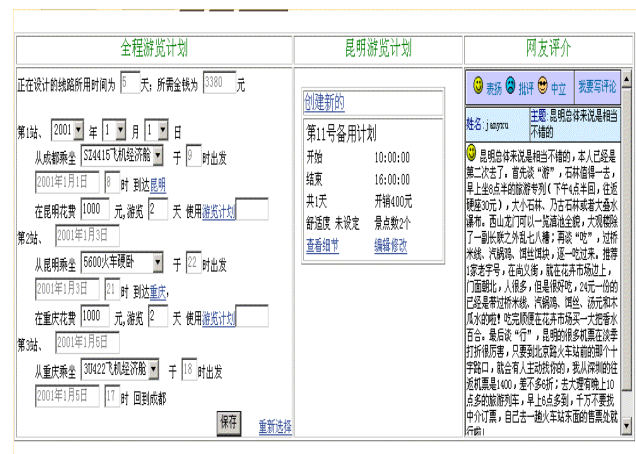 全程游览计划
正在设计的线路所用时间为 5 天; 所需金钱为 3380 元
第1站、 2001 年 1 月 1 日
从成都乘坐 SZ4415飞机经济舱 于 9 时出发
2001年1月1日 8 时 到达昆明
在昆明花费 1000 元,游览 2 天 使用游览计划
第2站、 2001年1月3日
从昆明乘坐 5600火车硬卧 于 22 时出发
2001年1月3日 21 时 到达重庆,
在重庆花费 1000 元,游览 2 天 使用游览计划
第3站、 2001年1月5日
从重庆乘坐 3U422飞机经济舱 于 18 时出发
2001年1月5日 17 时 回到成都
保存 重新选择
昆明游览计划
创建新的
第11号备用计划
开始 10:00:00
结束 16:00:00
共1天 开销400元
舒适度 未设定 景点数2个
查看细节 编辑修改
网友评介
表扬 批评 中立 我要写评论
姓名:janyxu 主题:昆明总体来说是相当不错的
昆明总体来说是相当不错的，本人已经是
第二次去了。首先谈“游”，石林值得一去，
早上坐8点半的旅游专列(下午4点半回，往返
硬座30元)，大小石林、乃古石林或者大叠水
瀑布。西山龙门可以一览滇池全貌，大观楼除
了一副长联之外乱七八糟；再谈“吃”，过桥
米线、汽锅鸡、饵丝饵块，逐一吃过来。推荐
1家老字号，在尚义街，就在花卉市场边上，
门面朝北，人很多，但是很好吃，24元一份的
已经是带过桥米线、汽锅鸡、饵丝、汤元和木
瓜水的啦！吃完顺便在花卉市场买一大把香水
百合。最后谈“行”，昆明的很多机票在淡季
打折很厉害，只要到北京路火车站前的那个十
字路口，就会有人主动找你的，我从深圳的往
返机票是1400，差不多6折；去大理有晚上10
点多的旅游列车，早上6点多到，千万不要找
中介订票，自己去一趟火车站东面的售票处就
行啦!